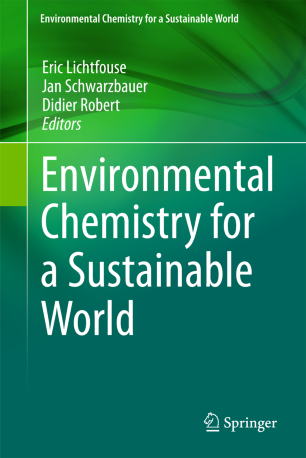 Environmental Chemistry for a Sustainable World
Eric Lichtfouse
Jan Schwarzbauer
Didier Robert
Editors
Environmental
Chemistry for
a Sustainable
World
Springer